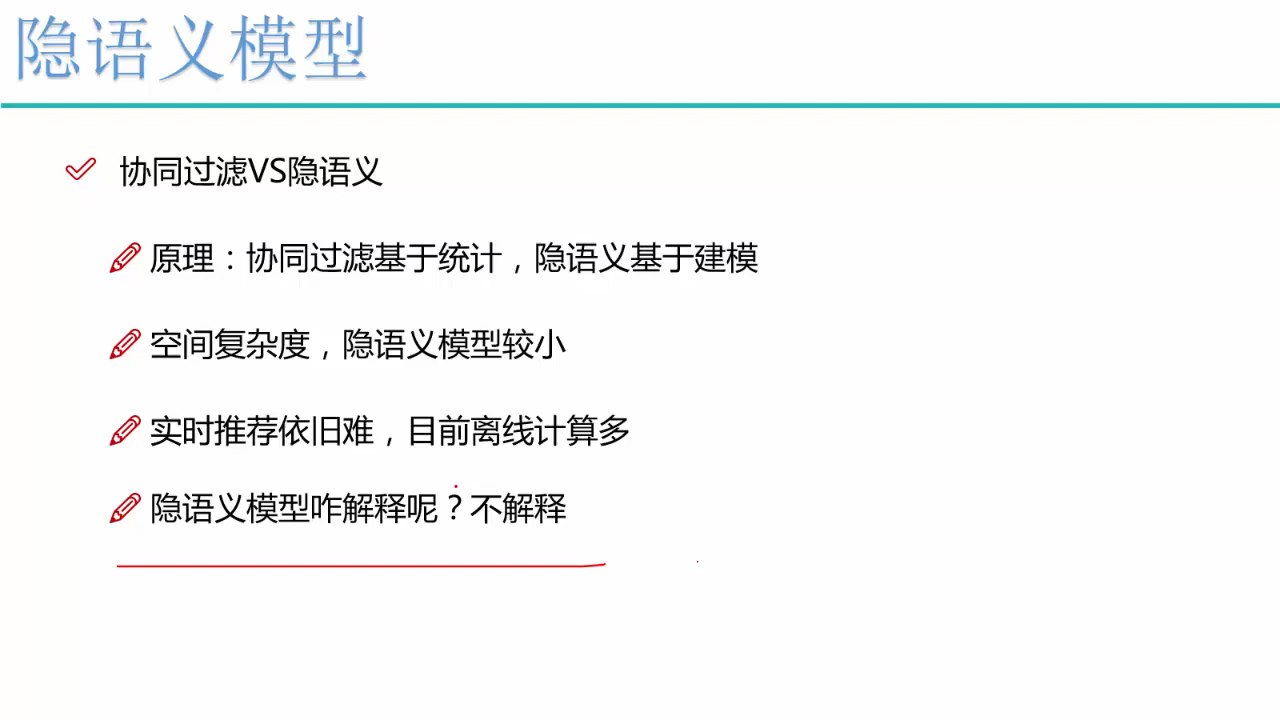 隐语义模型
协同过滤VS隐语义
原理：协同过滤基于统计，隐语义基于建模
空间复杂度，隐语义模型较小
实时推荐依旧难，目前离线计算多
隐语义模型咋解释呢？不解释